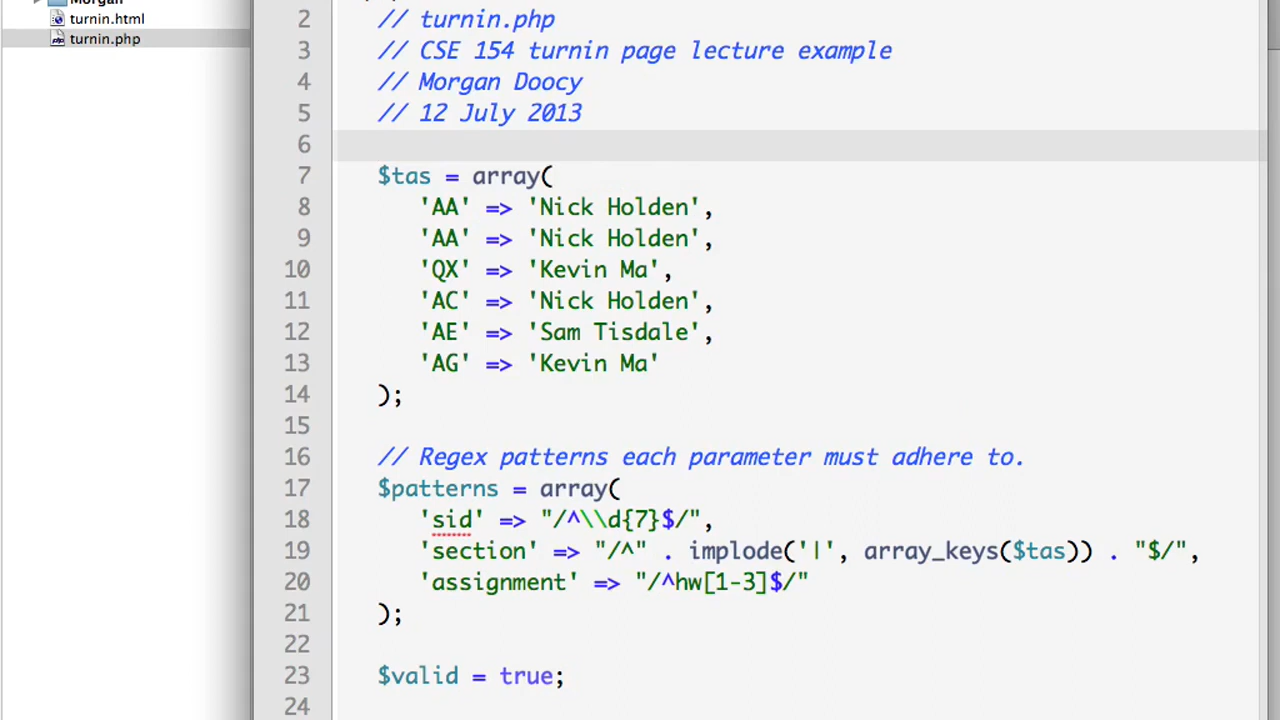 Morgan
turnin.html
turnin.php
2 // turnin.php
3 // CSE 154 turnin page lecture example
4 // Morgan Doocy
5 // 12 July 2013
6
7 $tas = array(
8 'AA' => 'Nick Holden',
9 'AA' => 'Nick Holden',
10 'QX' => 'Kevin Ma',
11 'AC' => 'Nick Holden',
12 'AE' => 'Sam Tisdale',
13 'AG' => 'Kevin Ma'
14 );
15
16 // Regex patterns each parameter must adhere to.
17 $patterns = array(
18 'sid' => "/^\\d{7}$/",
19 'section' => "/^" . implode('|', array_keys($tas)) . "$/",
20 'assignment' => "/^hw[1-3]$/"
21 );
22
23 $valid = true;
24